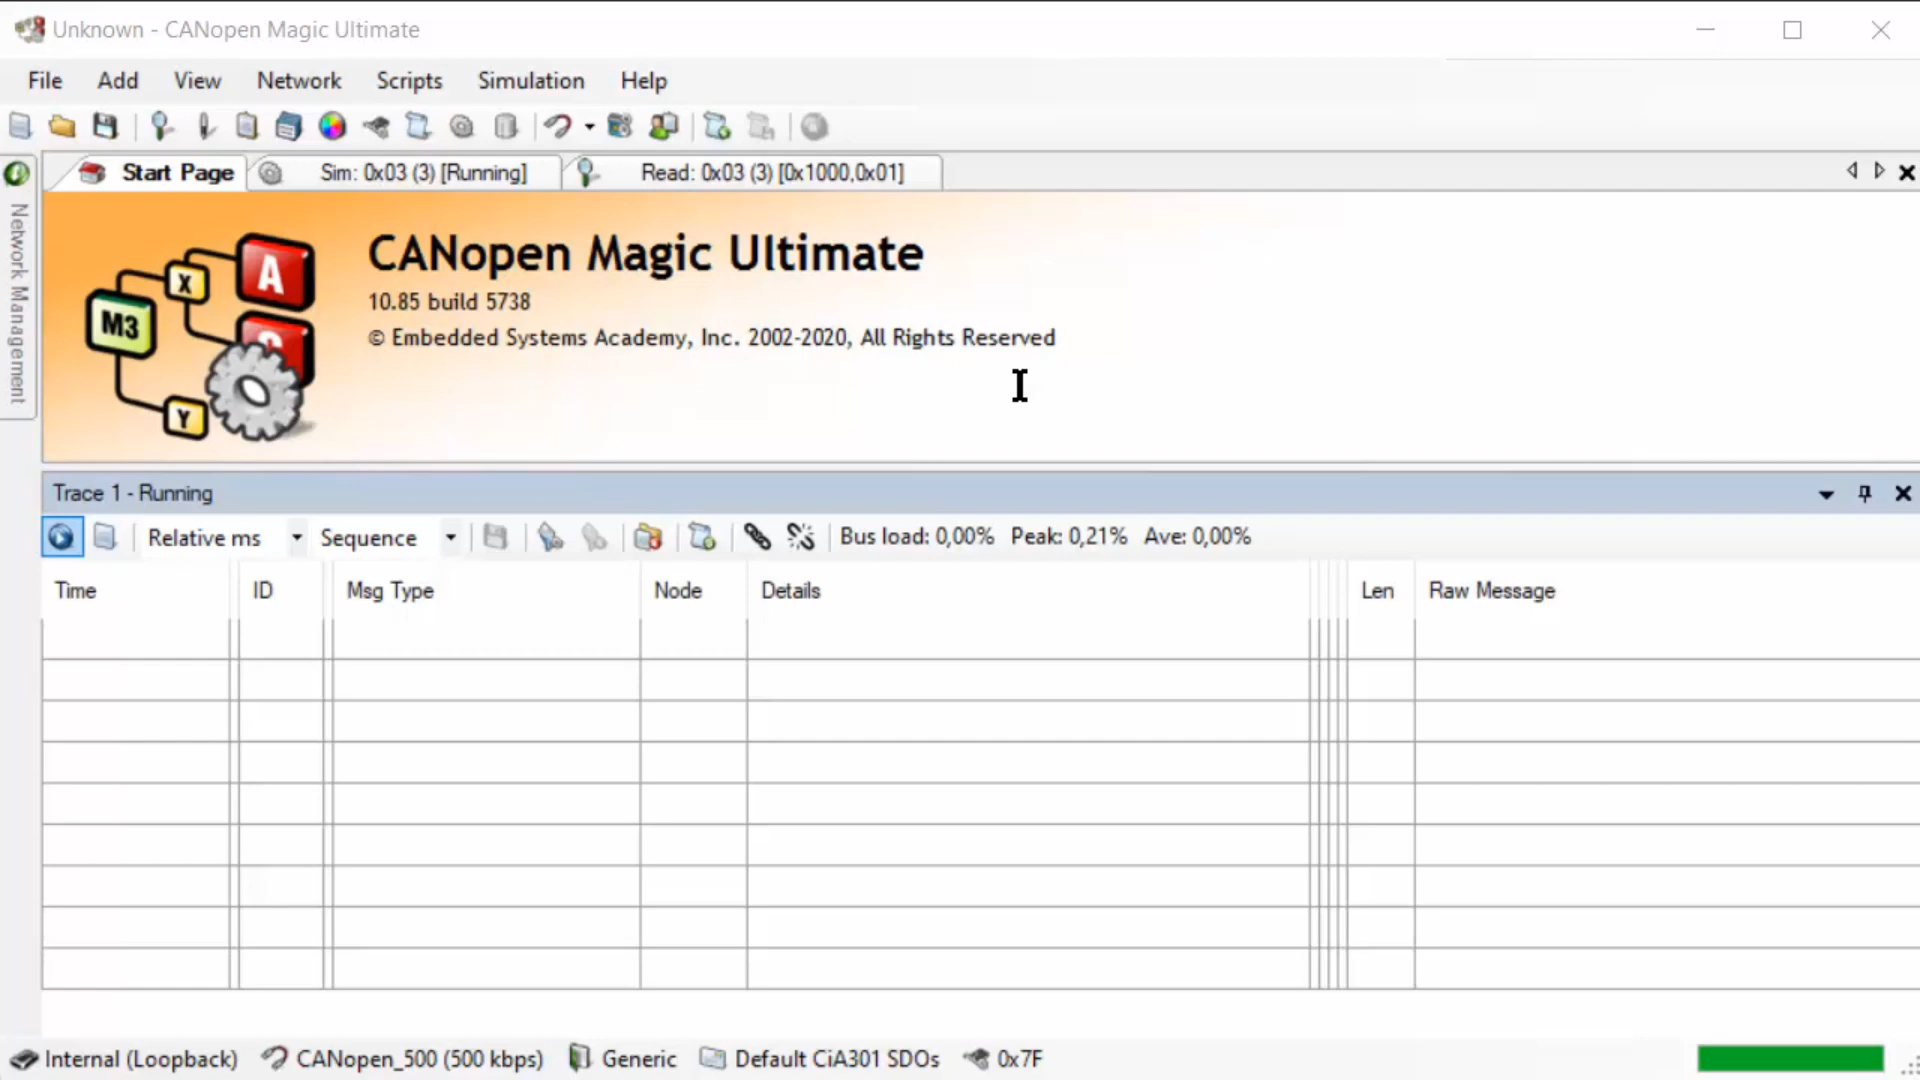 Unknown - CANopen Magic Ultimate
File Add View Network Scripts Simulation Help
Start Page Sim: 0x03 (3) [Running] Read: 0x03 (3) [0x1000,0x01]
Network Management
CANopen Magic Ultimate
10.85 build 5738
© Embedded Systems Academy, Inc. 2002-2020, All Rights Reserved
M3 X A Y
Trace 1 - Running
Relative ms Sequence Bus load: 0,00% Peak: 0,21% Ave: 0,00%
Time ID Msg Type Node Details Len Raw Message
Internal (Loopback) CANopen_500 (500 kbps) Generic Default CiA301 SDOs 0x7F